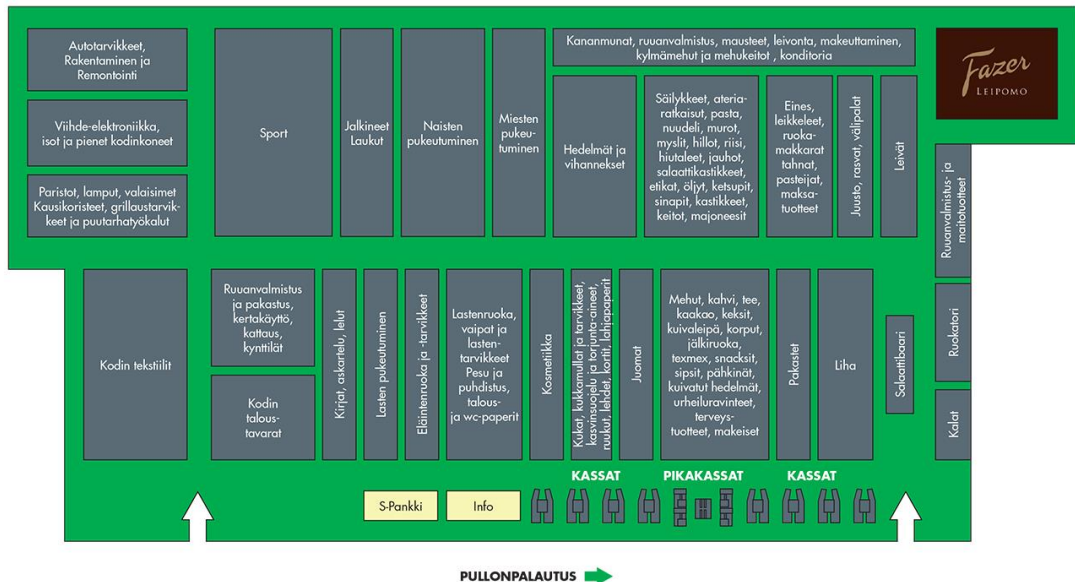 Autotarvikkeet,
Rakentaminen ja
Remontointi
Viihde-elektroniikka,
isot ja pienet kodinkoneet
Paristot, lamput, valaisimet
Kausikoristeet, grillaustarvik-
keet ja puutarhatyökalut
Sport
Jalkineet
Laukut
Naisten
pukeutuminen
Miesten
pukeu-
tuminen
Kananmunat, ruuanvalmistus, mausteet, leivonta, makeuttaminen,
kylmämehut ja mehukeitot , konditoria
Hedelmät ja
vihannekset
Säilykkeet, ateria-
ratkaisut, pasta,
nuudeli, murot,
myslit, hillot, riisi,
hiutaleet, jauhot,
salaattikastikkeet,
etikat, öljyt, ketsupit,
sinapit, kastikkeet,
keitot, majoneesit
Eines,
leikkeleet,
ruoka-
makkarat
tahnat,
pasteijat,
maksa-
tuotteet
Juusto, rasvat, välipalat
Leivät
Fazer
LEIPOMO
Ruuanvalmistus- ja
maitotuotteet
Ruokatori
Kalat
Kodin tekstiilit
Ruuanvalmistus
ja pakastus,
kertakäyttö,
kattaus,
kynttilät
Kodin
talous-
tavarat
Kirjat, askartelu, lelut
Lasten pukeutuminen
Eläintenruoka ja -tarvikkeet
Lastenruoka,
vaipat ja
lasten-
tarvikkeet
Pesu ja
puhdistus,
talous-
ja wc-paperit
Kosmetiikka
Kukat, kukkamullat ja tarvikkeet,
kasvinsuojelu ja torjunta-aineet,
ruukut, lehdet, kortit, lahjapaperit
Juomat
Mehut, kahvi, tee,
kaakao, keksit,
kuivaleipä, korput,
jälkiruoka,
texmex, snacksit,
sipsit, pähkinät,
kuivatut hedelmät,
urheiluravinteet,
terveys-
tuotteet, makeiset
Pakastet
Liha
Salaattibaari
KASSAT
PIKAKASSAT
KASSAT
S-Pankki
Info
PULLONPALAUTUS